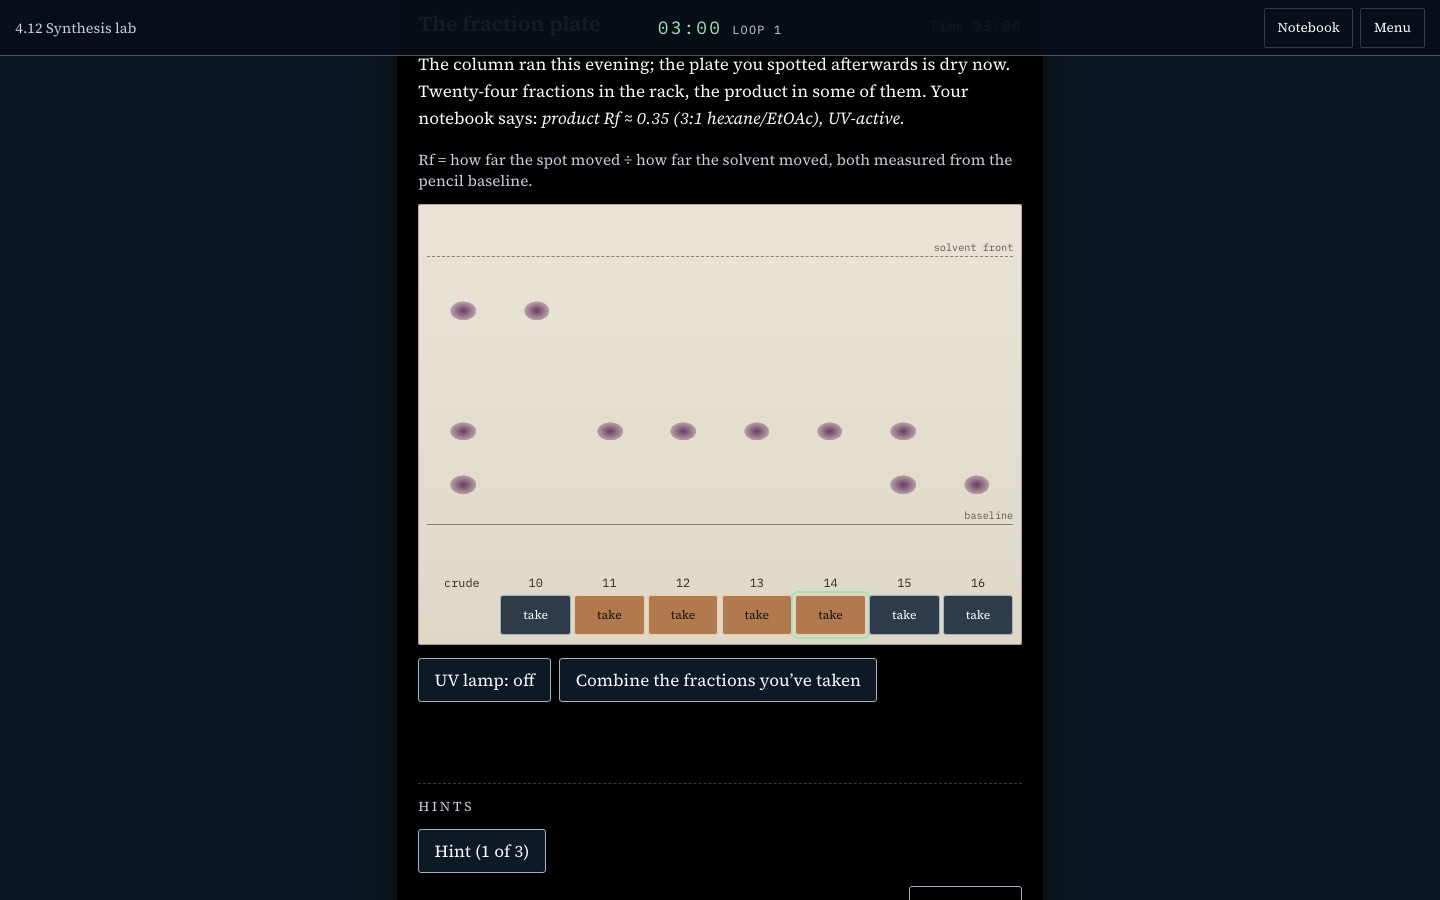 4.12 Synthesis lab
The fraction plate
03:00 LOOP 1
Time 03:00
Notebook
Menu
The column ran this evening; the plate you spotted afterwards is dry now.
Twenty-four fractions in the rack, the product in some of them. Your
notebook says: product Rf ≈ 0.35 (3:1 hexane/EtOAc), UV-active.
Rf = how far the spot moved ÷ how far the solvent moved, both measured from the
pencil baseline.
solvent front
baseline
crude 10 11 12 13 14 15 16
take take take take take take take
UV lamp: off
Combine the fractions you’ve taken
HINTS
Hint (1 of 3)